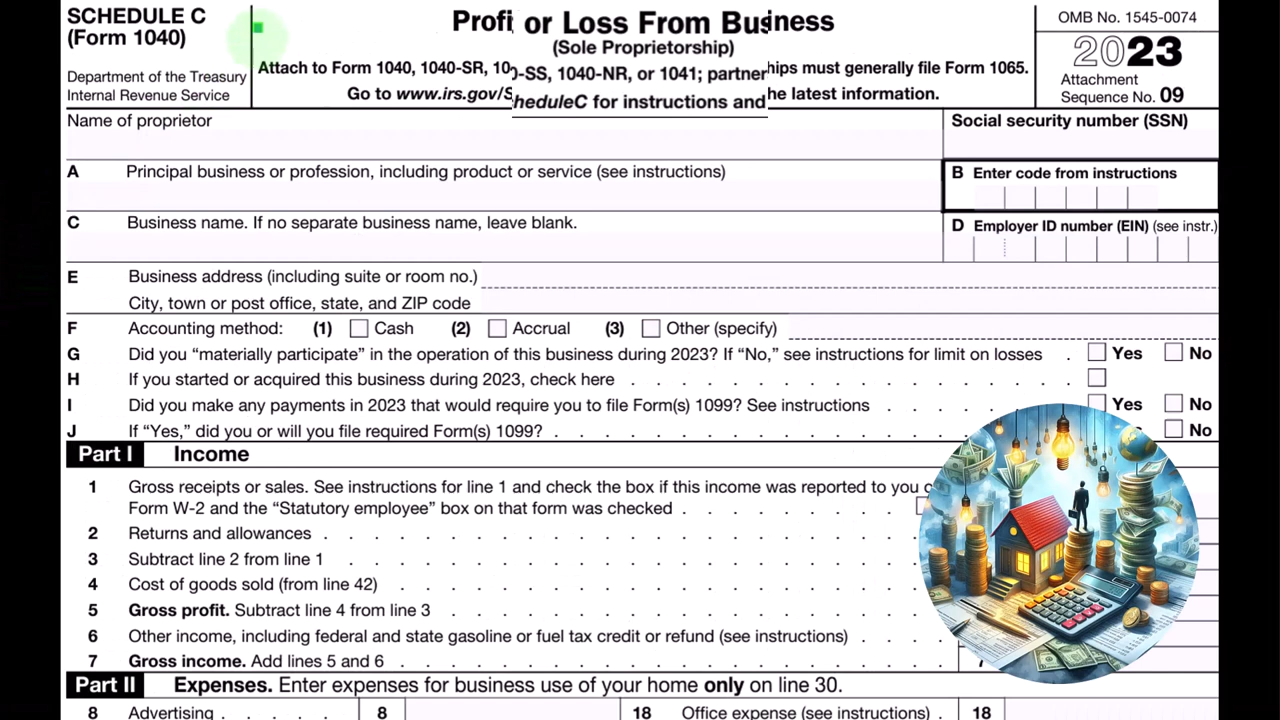 SCHEDULE C
(Form 1040)
Department of the Treasury
Internal Revenue Service
Profi or Loss From Business
(Sole Proprietorship)
Attach to Form 1040, 1040-SR, 10 0-SS, 1040-NR, or 1041; partner hips must generally file Form 1065.
Go to www.irs.gov/S heduleC for instructions and he latest information.
OMB No. 1545-0074
2023
Attachment
Sequence No. 09
Name of proprietor
Social security number (SSN)
A Principal business or profession, including product or service (see instructions)
B Enter code from instructions
C Business name. If no separate business name, leave blank.
D Employer ID number (EIN) (see instr.)
E Business address (including suite or room no.)
City, town or post office, state, and ZIP code
F Accounting method: (1) Cash (2) Accrual (3) Other (specify)
G Did you “materially participate” in the operation of this business during 2023? If “No,” see instructions for limit on losses . Yes No
H If you started or acquired this business during 2023, check here
I Did you make any payments in 2023 that would require you to file Form(s) 1099? See instructions Yes No
J If “Yes,” did you or will you file required Form(s) 1099? No
Part I Income
1 Gross receipts or sales. See instructions for line 1 and check the box if this income was reported to you
Form W-2 and the “Statutory employee” box on that form was checked
2 Returns and allowances
3 Subtract line 2 from line 1
4 Cost of goods sold (from line 42)
5 Gross profit. Subtract line 4 from line 3
6 Other income, including federal and state gasoline or fuel tax credit or refund (see instructions)
7 Gross income. Add lines 5 and 6
Part II Expenses. Enter expenses for business use of your home only on line 30.
8 Advertising 8 18 Office expense (see instructions) 18